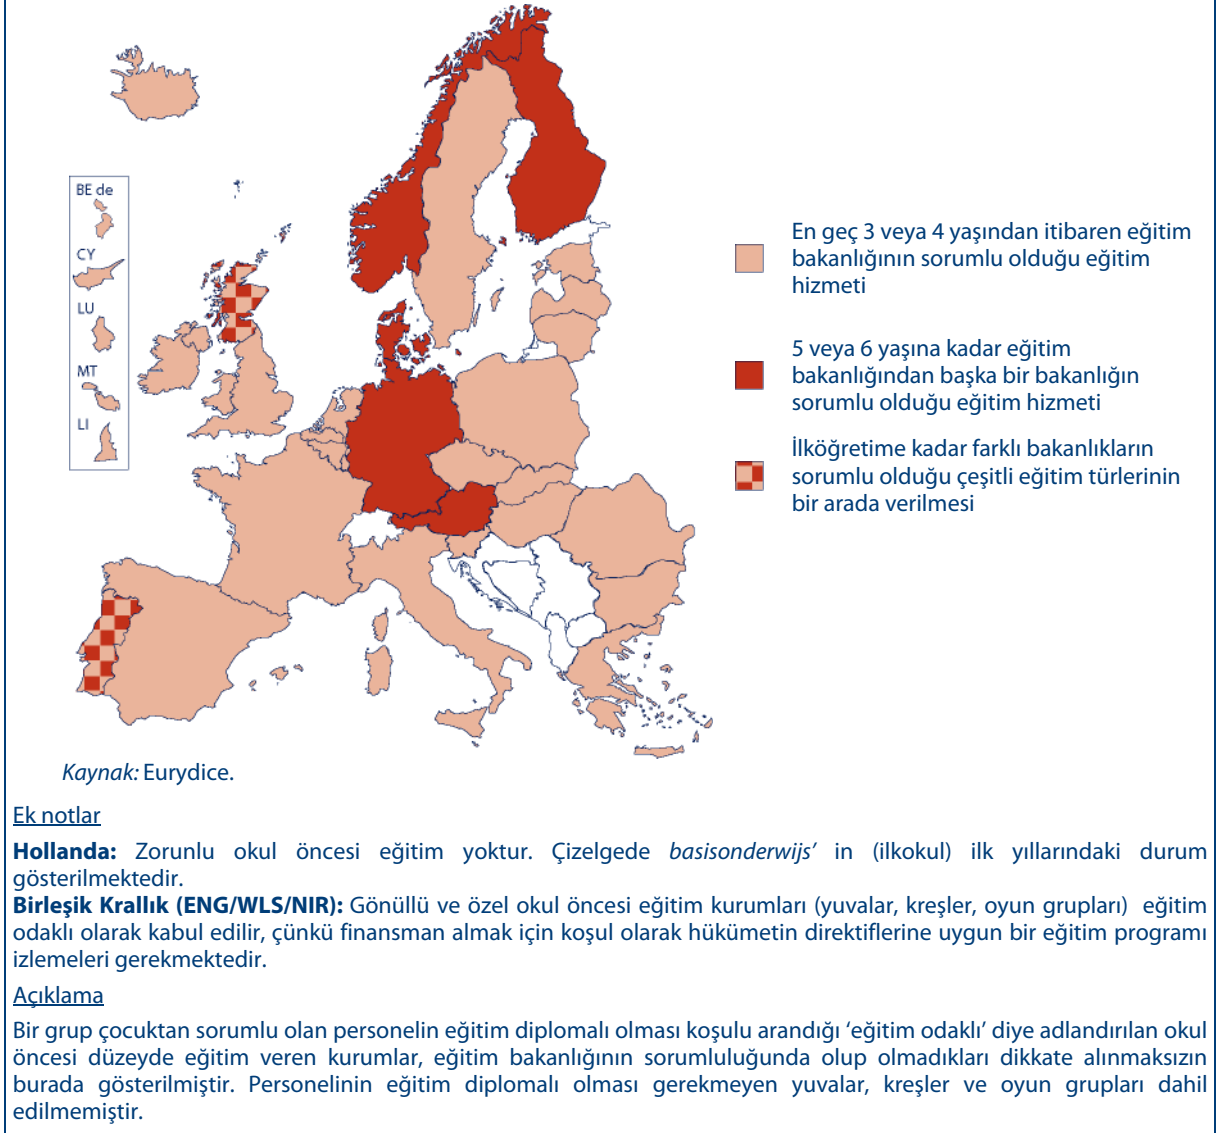 BE de
CY
LU
MT
LI
En geç 3 veya 4 yaşından itibaren eğitim
bakanlığının sorumlu olduğu eğitim
hizmeti
5 veya 6 yaşına kadar eğitim
bakanlığından başka bir bakanlığın
sorumlu olduğu eğitim hizmeti
İlköğretime kadar farklı bakanlıkların
sorumlu olduğu çeşitli eğitim türlerinin
bir arada verilmesi
Kaynak: Eurydice.
Ek notlar
Hollanda: Zorunlu okul öncesi eğitim yoktur. Çizelgede basisonderwijs’ in (ilkokul) ilk yıllarındaki durum
gösterilmektedir.
Birleşik Krallık (ENG/WLS/NIR): Gönüllü ve özel okul öncesi eğitim kurumları (yuvalar, kreşler, oyun grupları) eğitim
odaklı olarak kabul edilir, çünkü finansman almak için koşul olarak hükümetin direktiflerine uygun bir eğitim programı
izlemeleri gerekmektedir.
Açıklama
Bir grup çocuktan sorumlu olan personelin eğitim diplomalı olması koşulu arandığı ‘eğitim odaklı’ diye adlandırılan okul
öncesi düzeyde eğitim veren kurumlar, eğitim bakanlığının sorumluluğunda olup olmadıkları dikkate alınmaksızın
burada gösterilmiştir. Personelinin eğitim diplomalı olması gerekmeyen yuvalar, kreşler ve oyun grupları dahil
edilmemiştir.